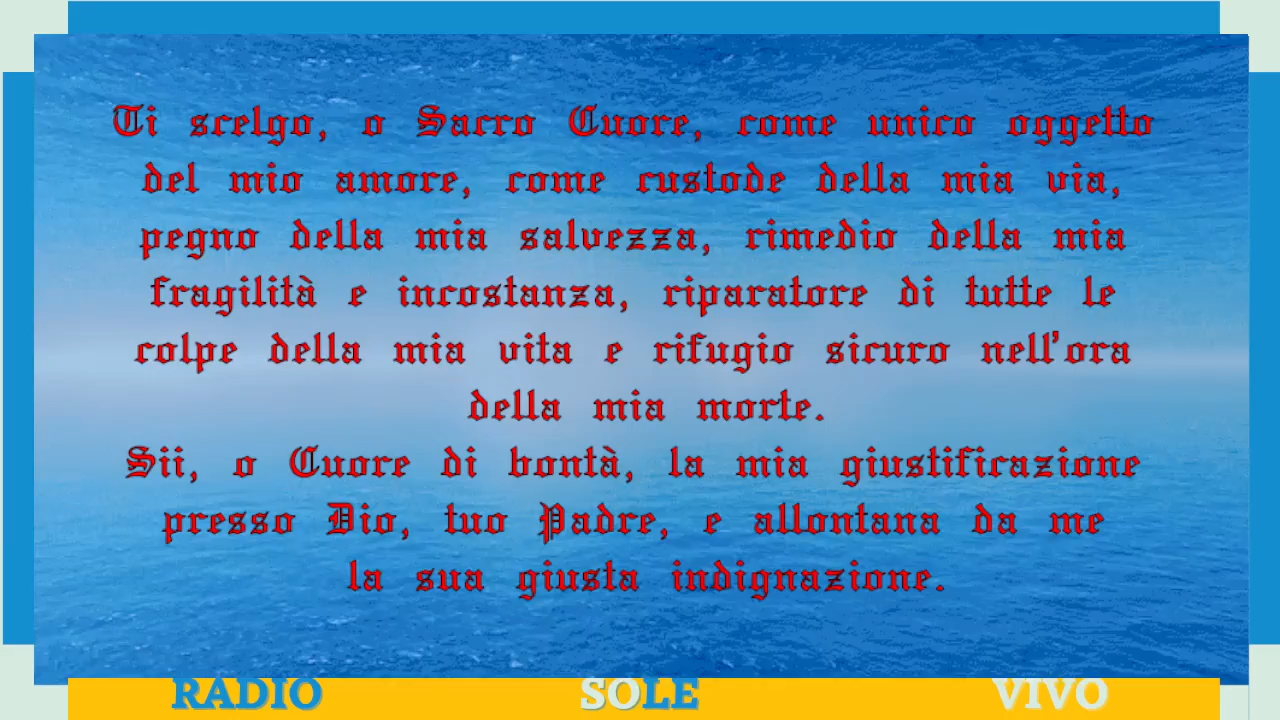 Ti scelgo, o Sacro Cuore, come unico oggetto
del mio amore, come custode della mia via,
pegno della mia salvezza, rimedio della mia
fragilità e incostanza, riparatore di tutte le
colpe della mia vita e rifugio sicuro nell'ora
della mia morte.
Sii, o Cuore di bontà, la mia giustificazione
presso Dio, tuo Padre, e allontana da me
la sua giusta indignazione.
RADIO SOLE VIVO